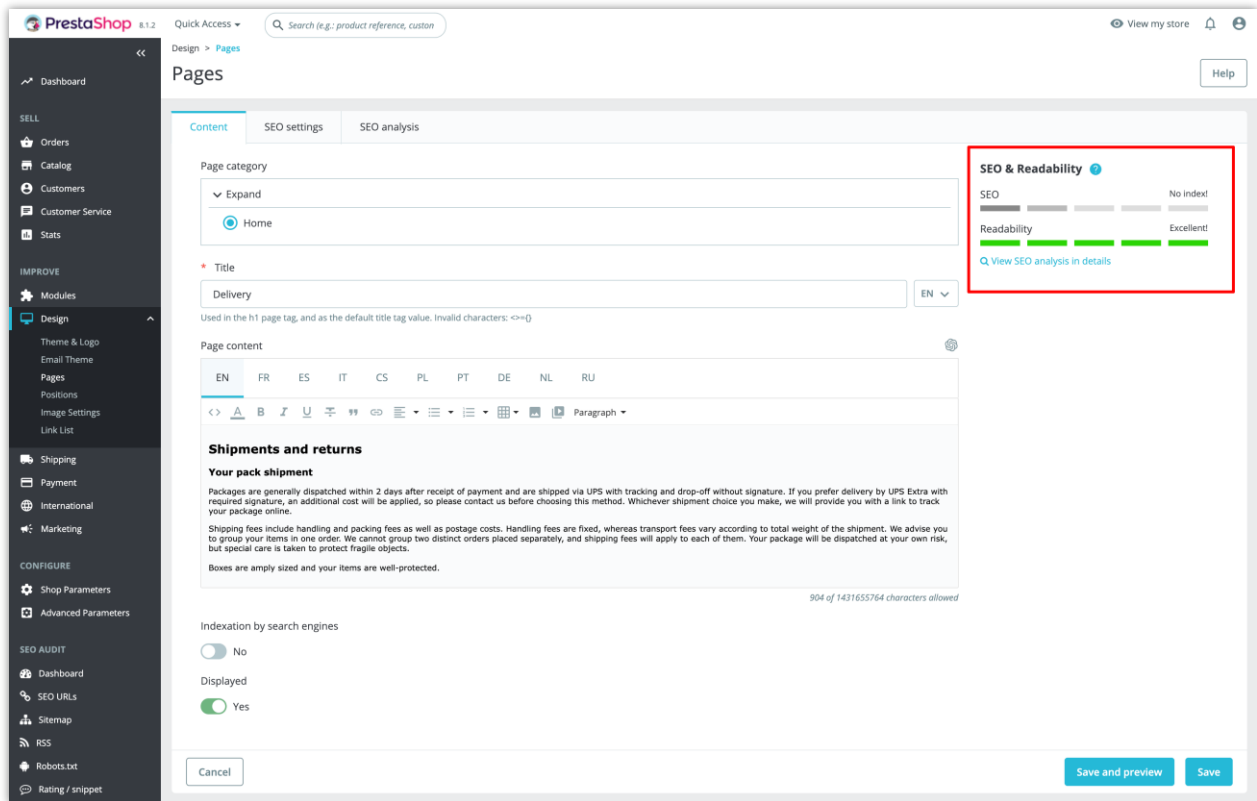 PrestaShop 8.1.2 Quick Access Search (e.g.: product reference, custon View my store
Design > Pages
Pages
Help
Dashboard
SELL
Orders
Catalog
Customers
Customer Service
Stats
IMPROVE
Modules
Design
Theme & Logo
Email Theme
Pages
Positions
Image Settings
Link List
Shipping
Payment
International
Marketing
CONFIGURE
Shop Parameters
Advanced Parameters
SEO AUDIT
Dashboard
SEO URLs
Sitemap
RSS
Robots.txt
Rating / snippet
Content SEO settings SEO analysis
Page category
Expand
Home
* Title
Delivery EN
Used in the h1 page tag, and as the default title tag value. Invalid characters: <>={}
Page content
EN FR ES IT CS PL PT DE NL RU
Paragraph
Shipments and returns
Your pack shipment
Packages are generally dispatched within 2 days after receipt of payment and are shipped via UPS with tracking and drop-off without signature. If you prefer delivery by UPS Extra with
required signature, an additional cost will be applied, so please contact us before choosing this method. Whichever shipment choice you make, we will provide you with a link to track
your package online.
Shipping fees include handling and packing fees as well as postage costs. Handling fees are fixed, whereas transport fees vary according to total weight of the shipment. We advise you
to group your items in one order. We cannot group two distinct orders placed separately, and shipping fees will apply to each of them. Your package will be dispatched at your own risk,
but special care is taken to protect fragile objects.
Boxes are amply sized and your items are well-protected.
904 of 1431655764 characters allowed
Indexation by search engines
No
Displayed
Yes
Cancel Save and preview Save
SEO & Readability ?
SEO No index!
Readability Excellent!
View SEO analysis in details